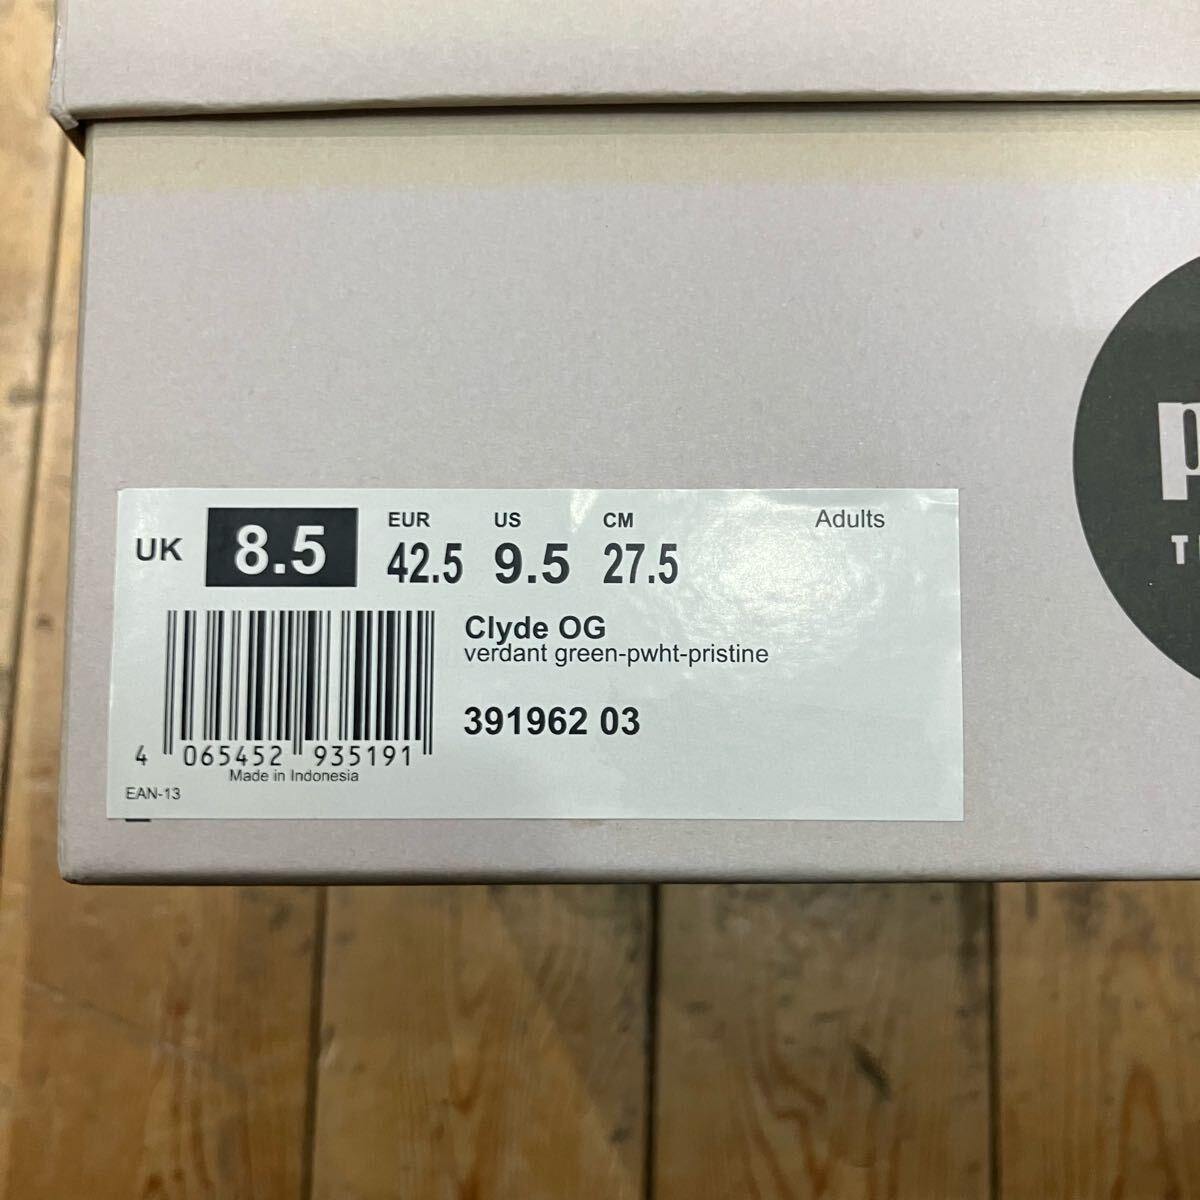 UK 8.5 EUR 42.5 US 9.5 CM 27.5 Adults
Clyde OG
verdant green-pwht-pristine
391962 03
4 065452 935191
Made in Indonesia
EAN-13